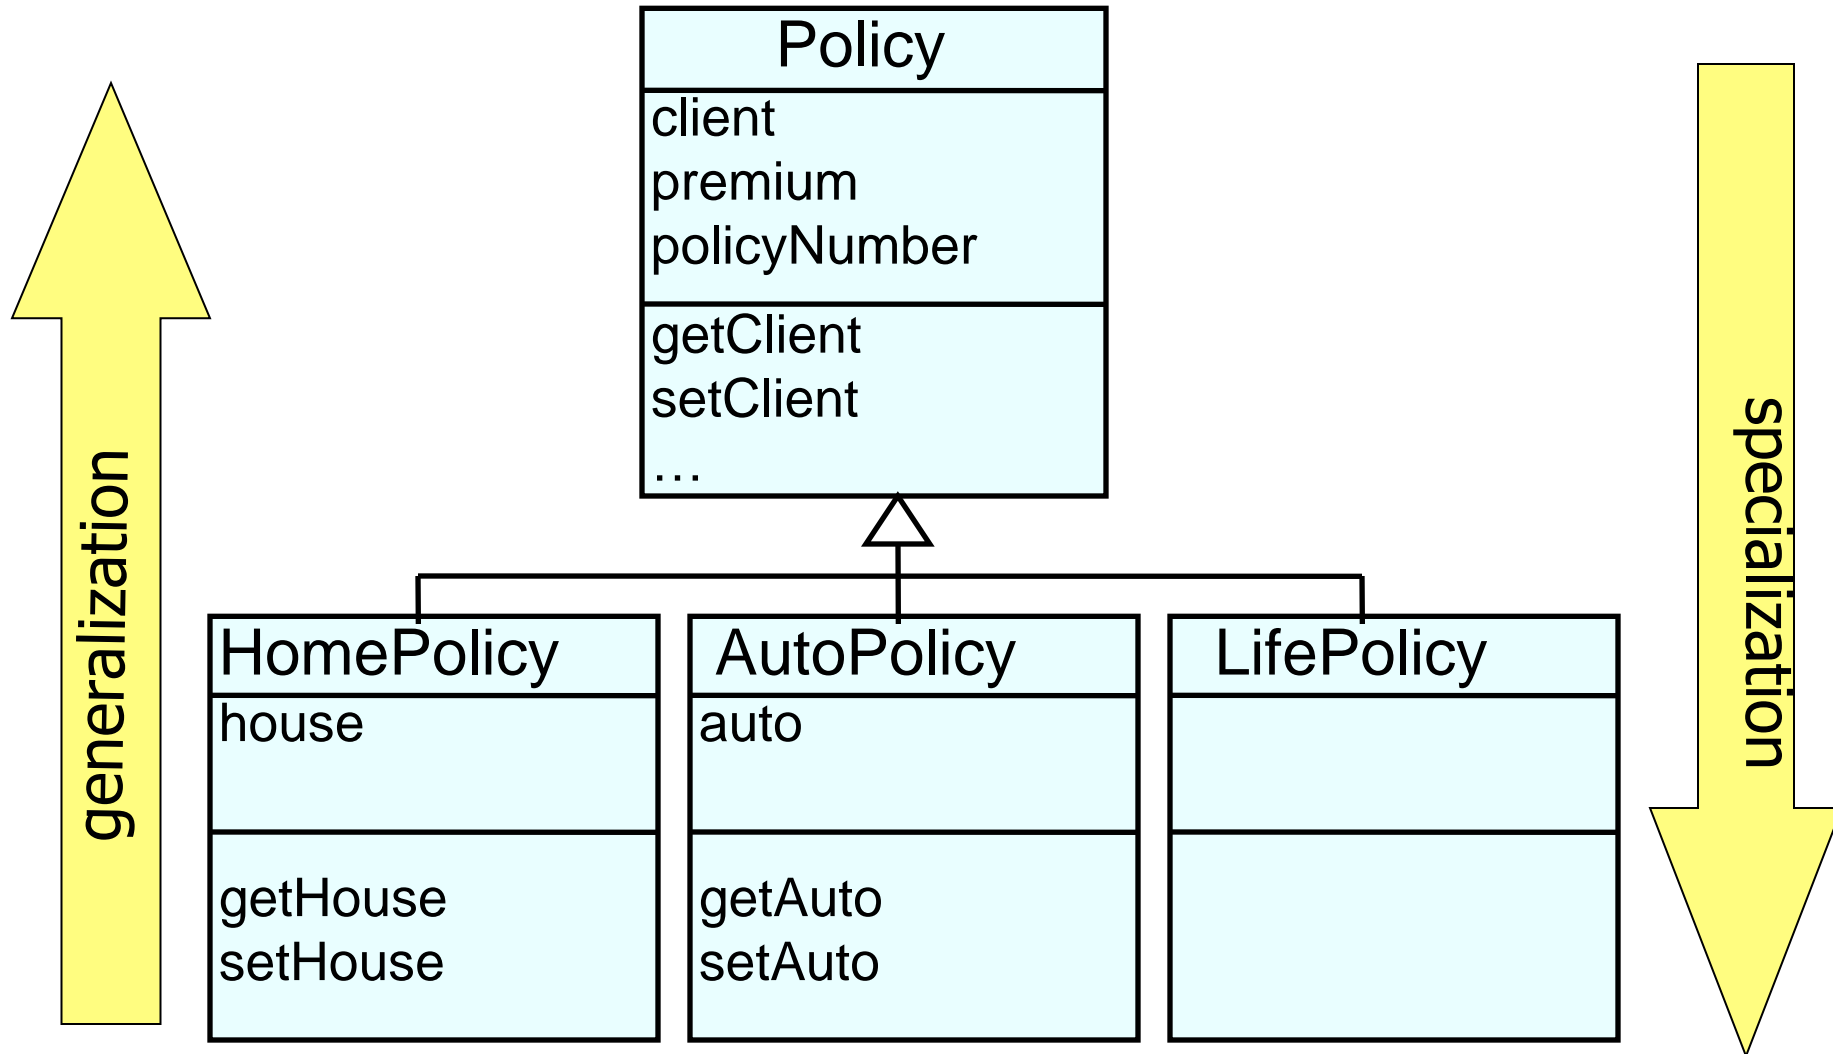 Policy
client
premium
policyNumber
getClient
setClient
…
generalization
specialization
HomePolicy
house
getHouse
setHouse
AutoPolicy
auto
getAuto
setAuto
LifePolicy